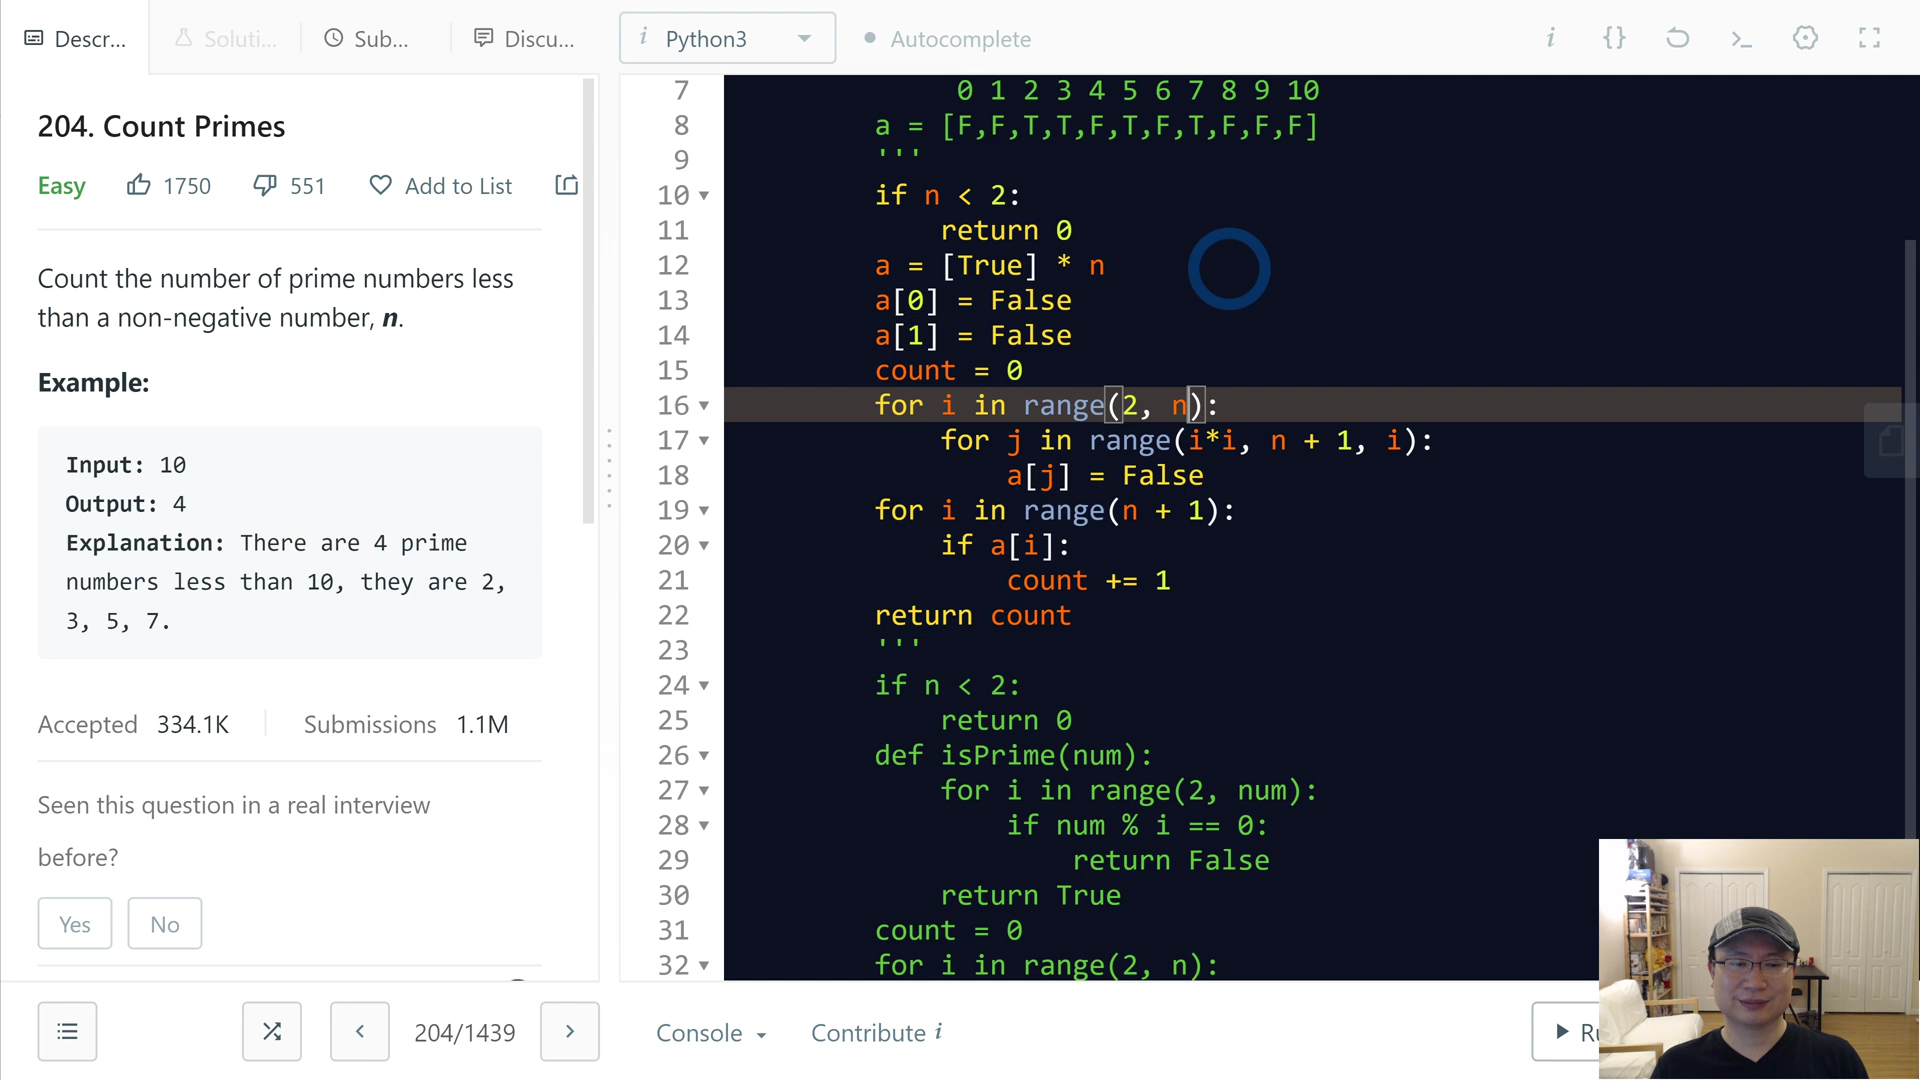 Descr...
Soluti...
Sub...
Discu...
i Python3
Autocomplete
i {}
204. Count Primes
Easy 1750 551 Add to List
Count the number of prime numbers less
than a non-negative number, n.
Example:
Input: 10
Output: 4
Explanation: There are 4 prime
numbers less than 10, they are 2,
3, 5, 7.
Accepted 334.1K Submissions 1.1M
Seen this question in a real interview
before?
Yes No
204/1439
7 0 1 2 3 4 5 6 7 8 9 10
8 a = [F,F,T,T,F,T,F,T,F,F,F]
9 '''
10 if n < 2:
11 return 0
12 a = [True] * n
13 a[0] = False
14 a[1] = False
15 count = 0
16 for i in range(2, n):
17 for j in range(i*i, n + 1, i):
18 a[j] = False
19 for i in range(n + 1):
20 if a[i]:
21 count += 1
22 return count
23 '''
24 if n < 2:
25 return 0
26 def isPrime(num):
27 for i in range(2, num):
28 if num % i == 0:
29 return False
30 return True
31 count = 0
32 for i in range(2, n):
Console
Contribute i